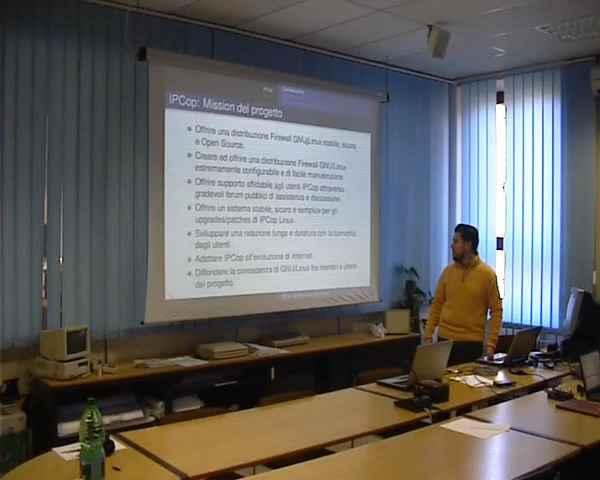 IPCop: Mission del progetto
Offrire una distribuzione Firewall GNU/Linux stabile, sicura
e Open Source.
Creare ed offrire una distribuzione Firewall GNU/Linux
estremamente configurabile e di facile manutenzione.
Offrire supporto affidabile agli utenti IPCop attraverso
gradevoli forum pubblici di assistenza e discussione.
Offrire un sistema stabile, sicuro e semplice per gli
upgrades/patches di IPCop Linux.
Sviluppare una relazione lunga e duratura con la comunità
degli utenti.
Adattare IPCop all'evoluzione di internet.
Diffondere la conoscenza di GNU/Linux fra membri e utenti
del progetto.